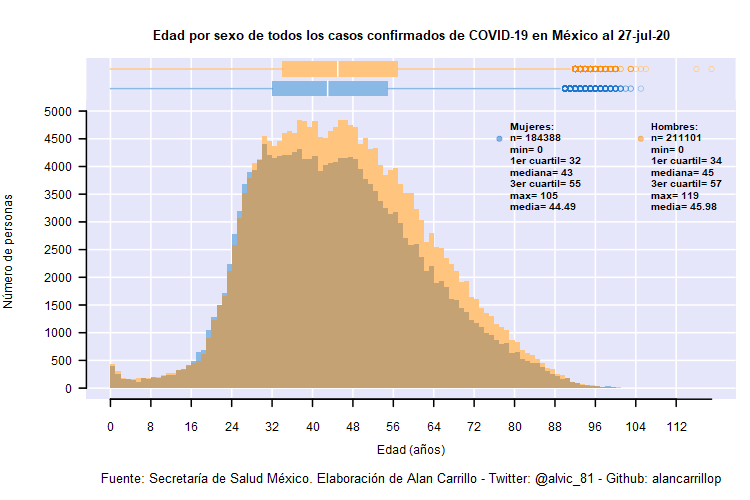 Edad por sexo de todos los casos confirmados de COVID-19 en México al 27-jul-20
Número de personas
5000
4500
4000
3500
3000
2500
2000
1500
1000
500
0
Mujeres:
n= 184388
min= 0
1er cuartil= 32
mediana= 43
3er cuartil= 55
max= 105
media= 44.49
Hombres:
n= 211101
min= 0
1er cuartil= 34
mediana= 45
3er cuartil= 57
max= 119
media= 45.98
0 8 16 24 32 40 48 56 64 72 80 88 96 104 112
Edad (años)
Fuente: Secretaría de Salud México. Elaboración de Alan Carrillo - Twitter: @alvic_81 - Github: alancarrillop